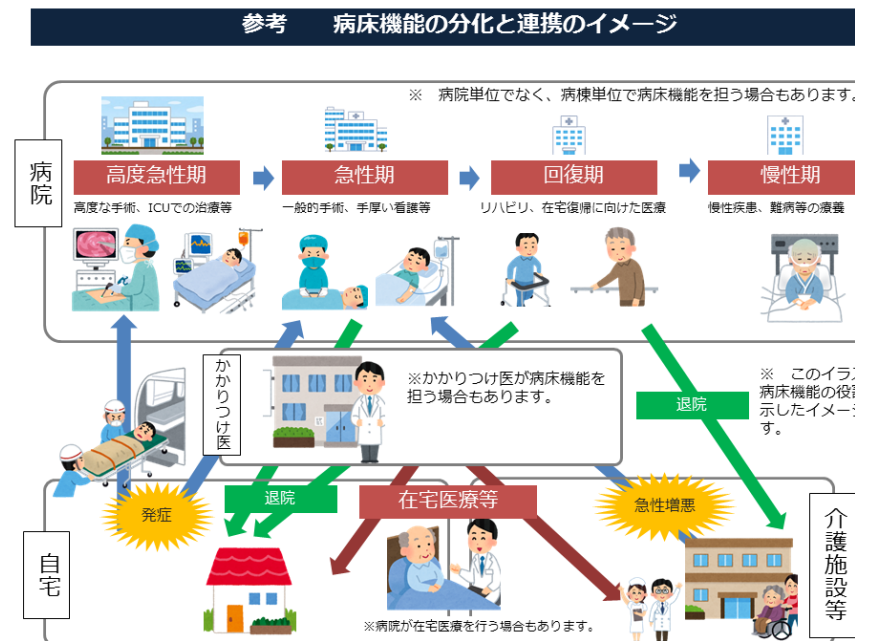 参考　病床機能の分化と連携のイメージ
※　病院単位でなく、病棟単位で病床機能を担う場合もあります。
病院
高度急性期
急性期
回復期
慢性期
高度な手術、ICUでの治療等
一般的手術、手厚い看護等
リハビリ、在宅復帰に向けた医療
慢性疾患、難病等の療養
かかりつけ医
※かかりつけ医が病床機能を
担う場合もあります。
退院
※　このイラス
病床機能の役割
示したイメージ
す。
発症
退院
在宅医療等
急性増悪
自宅
介護施設等
※病院が在宅医療を行う場合もあります。